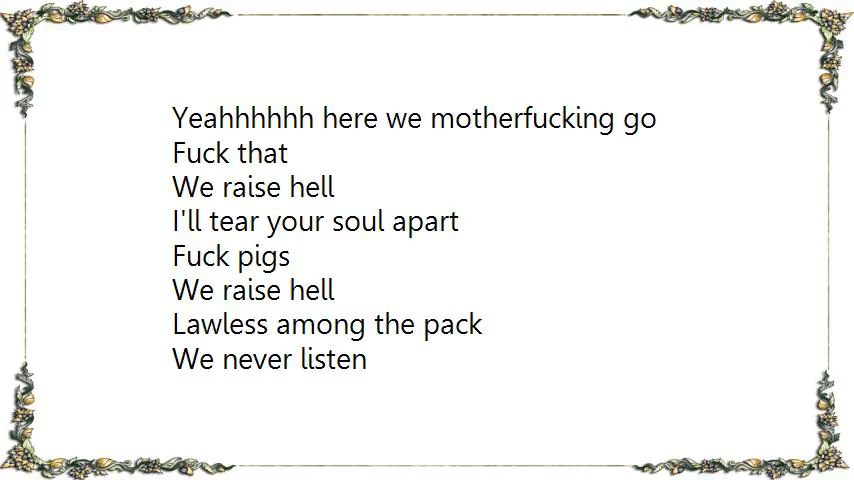 Yeahhhhhh here we motherfucking go
Fuck that
We raise hell
I'll tear your soul apart
Fuck pigs
We raise hell
Lawless among the pack
We never listen